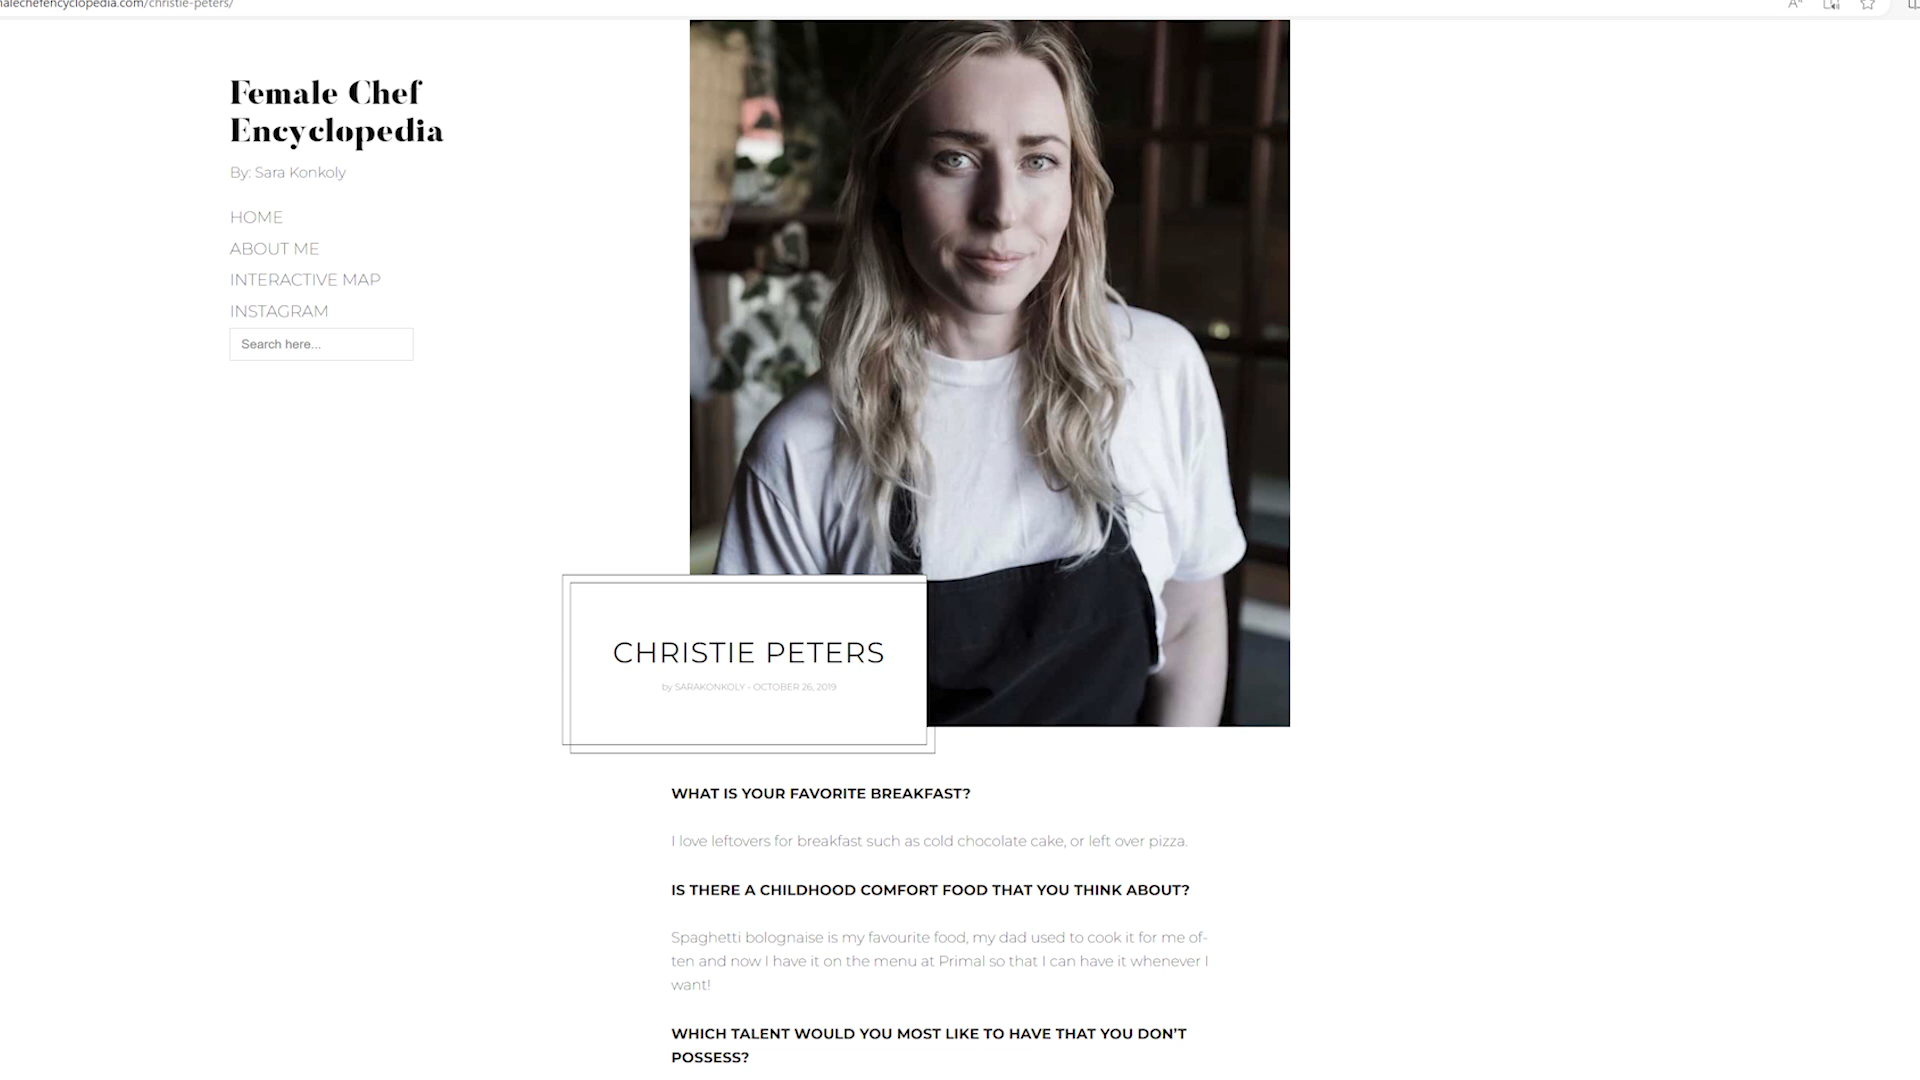 alechefencyclopedia.com/christie-peters/
Female Chef
Encyclopedia
By: Sara Konkoly
HOME
ABOUT ME
INTERACTIVE MAP
INSTAGRAM
Search here...
CHRISTIE PETERS
by SARAKONKOLY - OCTOBER 26, 2019
WHAT IS YOUR FAVORITE BREAKFAST?
I love leftovers for breakfast such as cold chocolate cake, or left over pizza.
IS THERE A CHILDHOOD COMFORT FOOD THAT YOU THINK ABOUT?
Spaghetti bolognaise is my favourite food, my dad used to cook it for me of-
ten and now I have it on the menu at Primal so that I can have it whenever I
want!
WHICH TALENT WOULD YOU MOST LIKE TO HAVE THAT YOU DON'T
POSSESS?